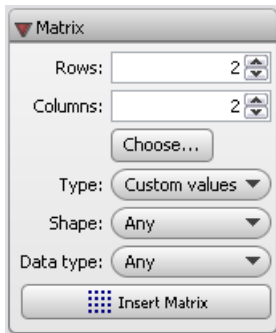 Matrix
Rows: 2
Columns: 2
Choose...
Type: Custom values
Shape: Any
Data type: Any
Insert Matrix